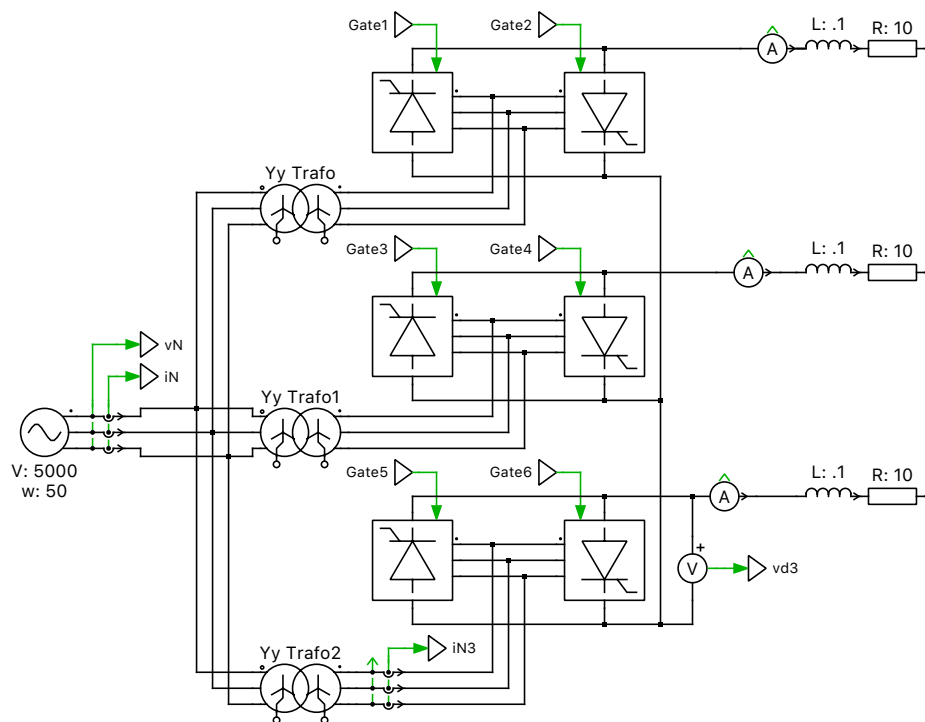 Gate1
Gate2
A
L: .1
R: 10
Yy Trafo
Gate3
Gate4
A
L: .1
R: 10
vN
iN
Yy Trafo1
V: 5000
w: 50
Gate5
Gate6
A
L: .1
R: 10
+
V
vd3
Yy Trafo2
iN3